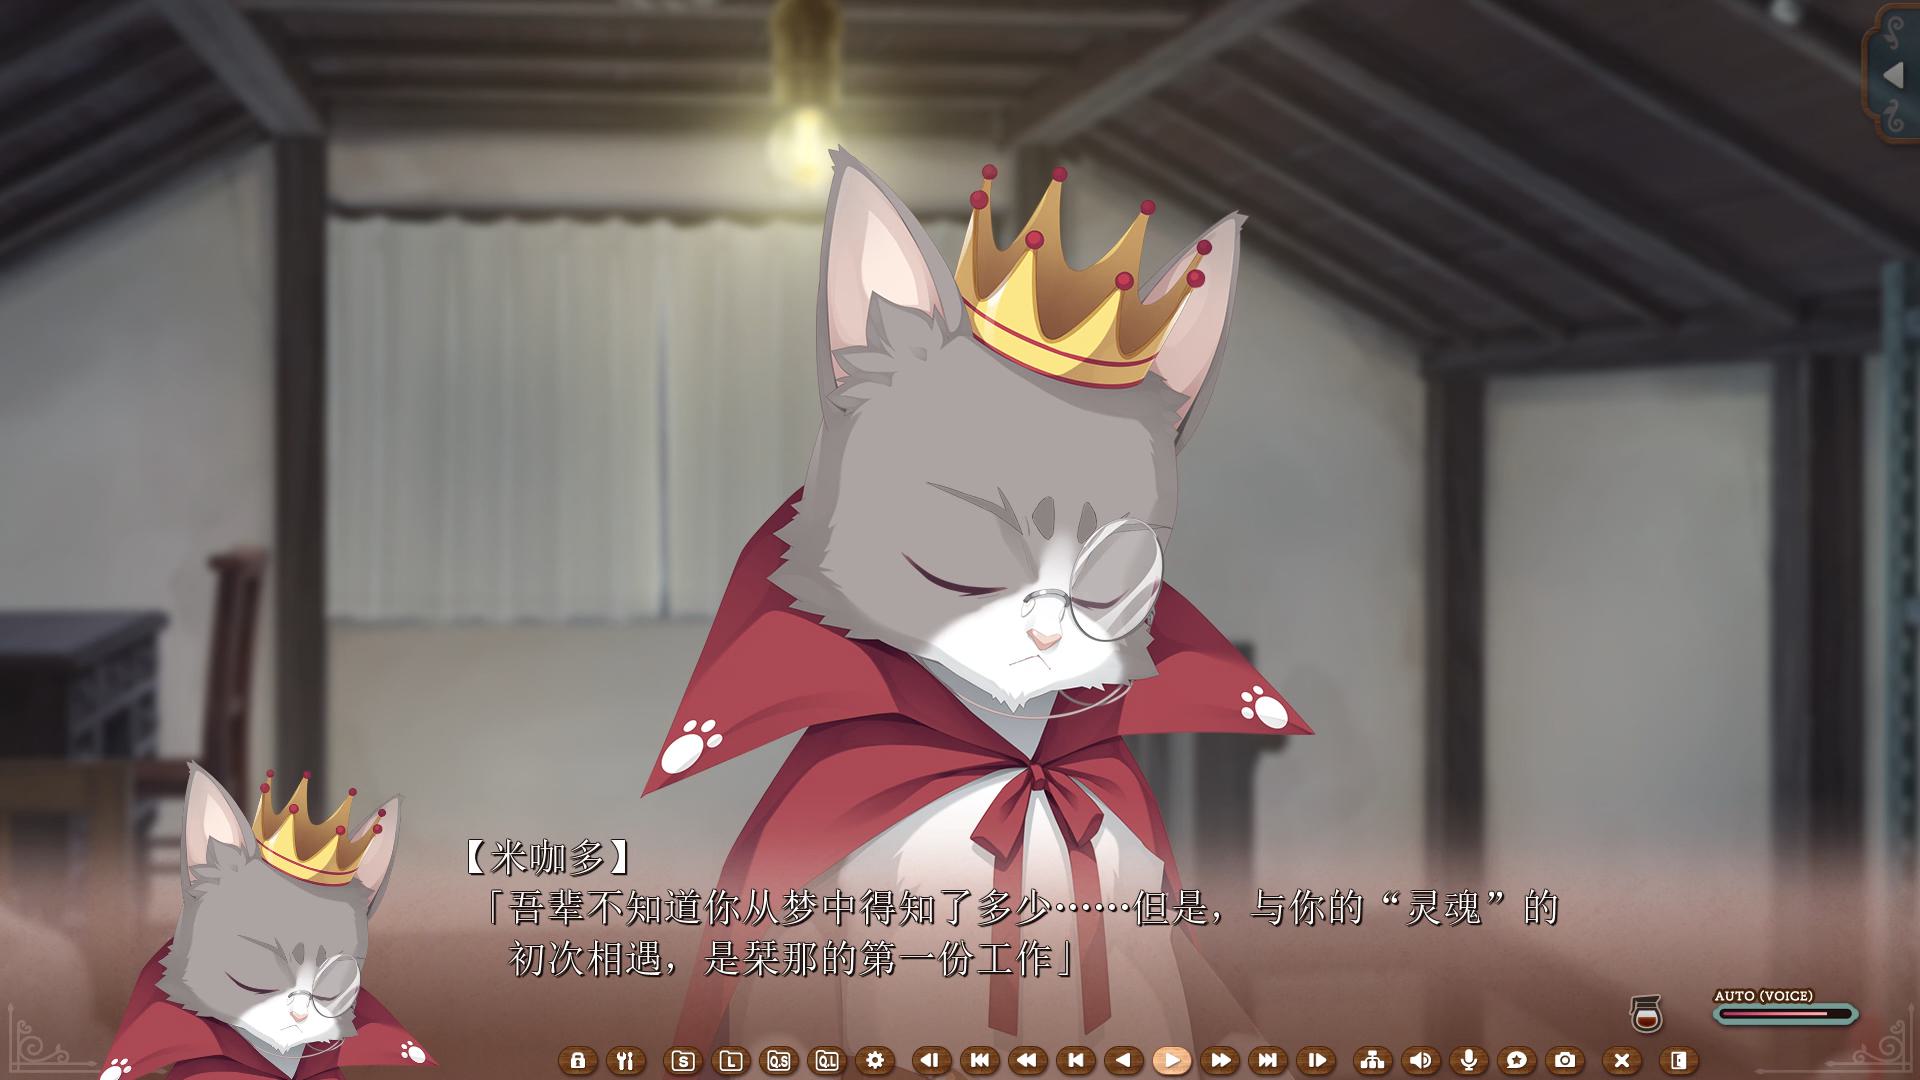 【米咖多】
「吾辈不知道你从梦中得知了多少……但是，与你的“灵魂”的
初次相遇，是栞那的第一份工作」
AUTO (VOICE)
S L Q.S Q.L